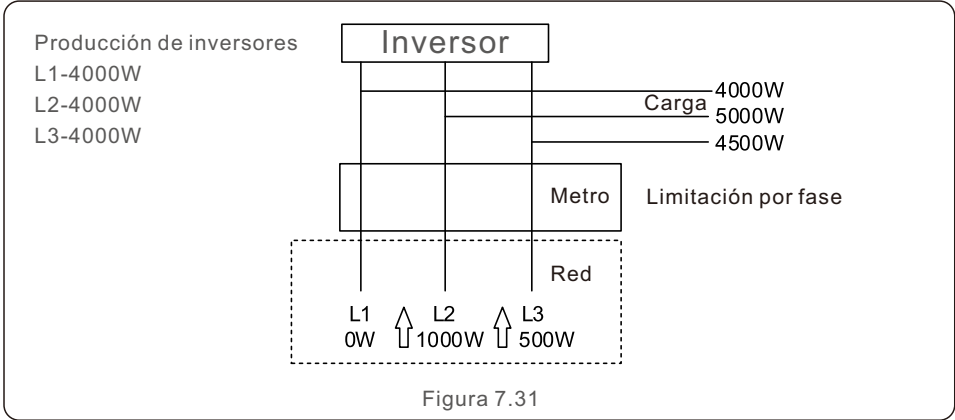 Producción de inversores
L1-4000W
L2-4000W
L3-4000W
Inversor
4000W
Carga
5000W
4500W
Metro
Limitación por fase
Red
L1 L2 L3
0W 1000W 500W
Figura 7.31